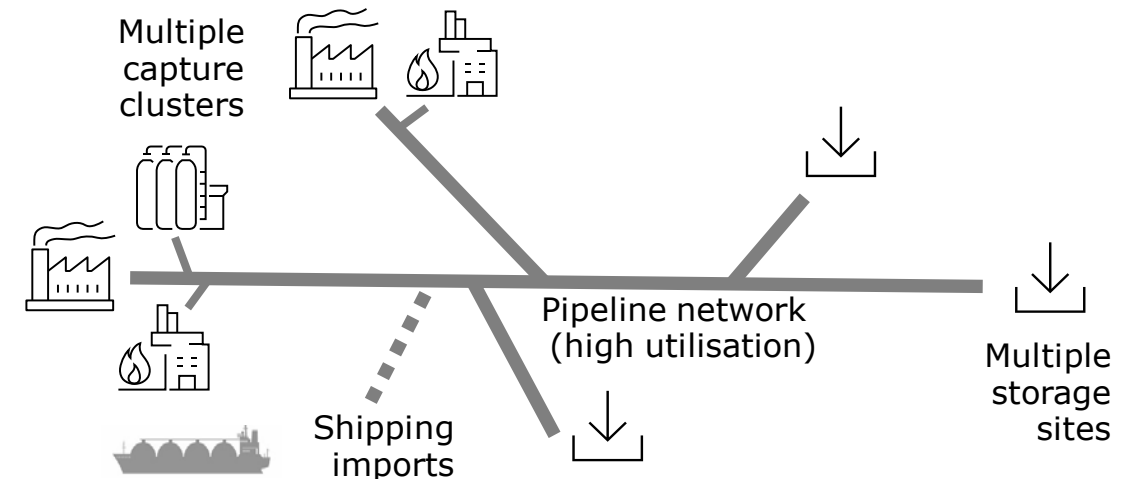 Multiple
capture
clusters
Pipeline network
(high utilisation)
Multiple
storage
sites
Shipping
imports